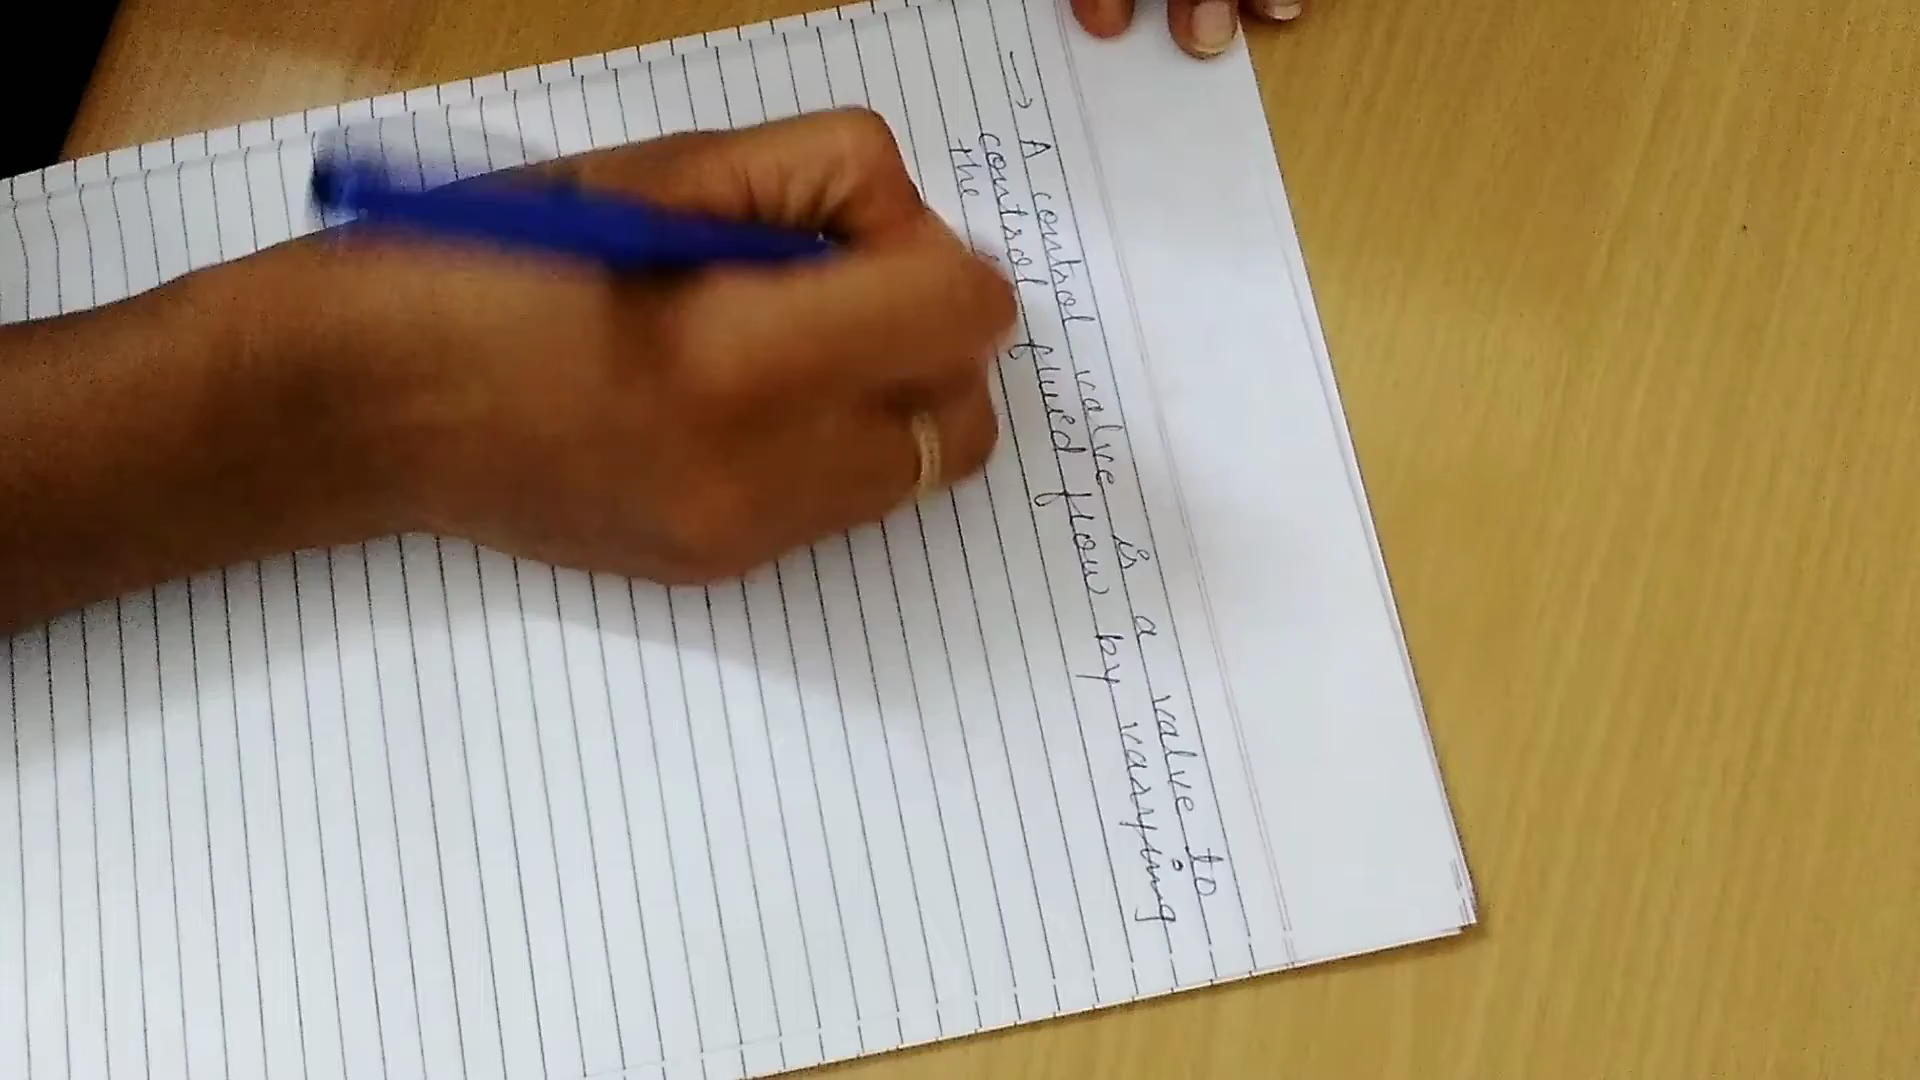 → A control valve is a valve to
control fluid flow by varying
the